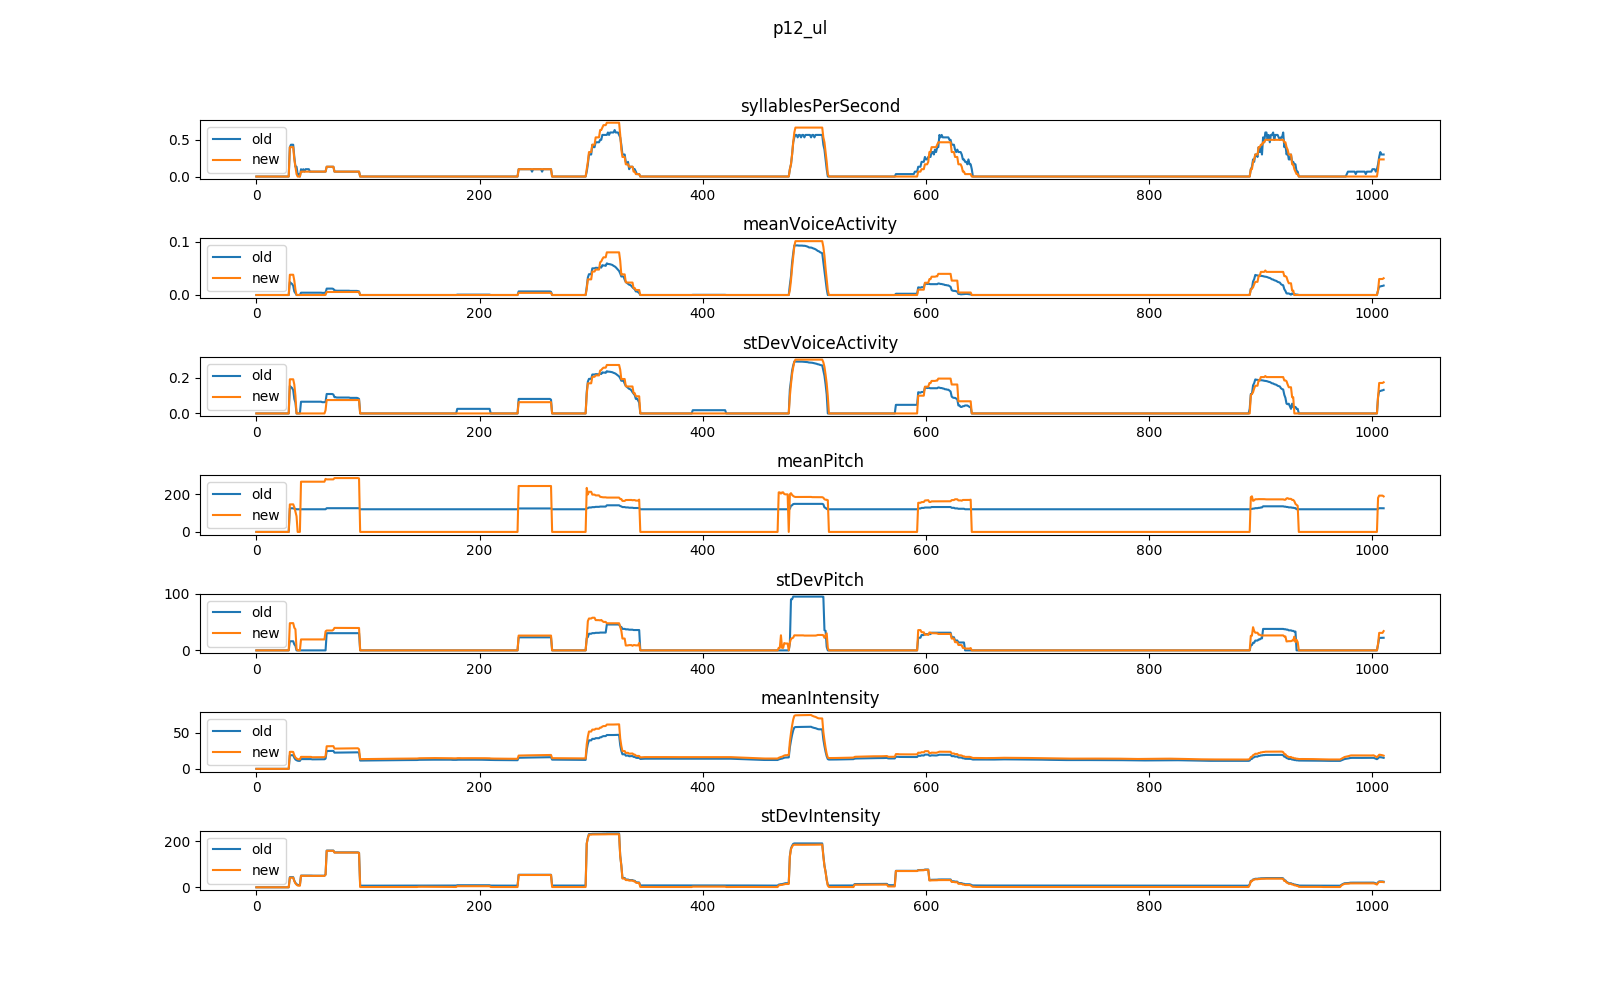 p12_ul
syllablesPerSecond
0.5
0.0
old
new
0 200 400 600 800 1000
meanVoiceActivity
0.1
0.0
old
new
0 200 400 600 800 1000
stDevVoiceActivity
0.2
0.0
old
new
0 200 400 600 800 1000
meanPitch
200
0
old
new
0 200 400 600 800 1000
stDevPitch
100
0
old
new
0 200 400 600 800 1000
meanIntensity
50
0
old
new
0 200 400 600 800 1000
stDevIntensity
200
0
old
new
0 200 400 600 800 1000